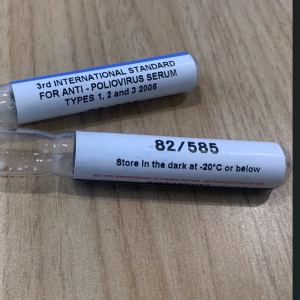 3rd INTERNATIONAL STANDARD
FOR ANTI - POLIOVIRUS SERUM
TYPES 1, 2 and 3 2006
82/585
Store in the dark at -20°C or below